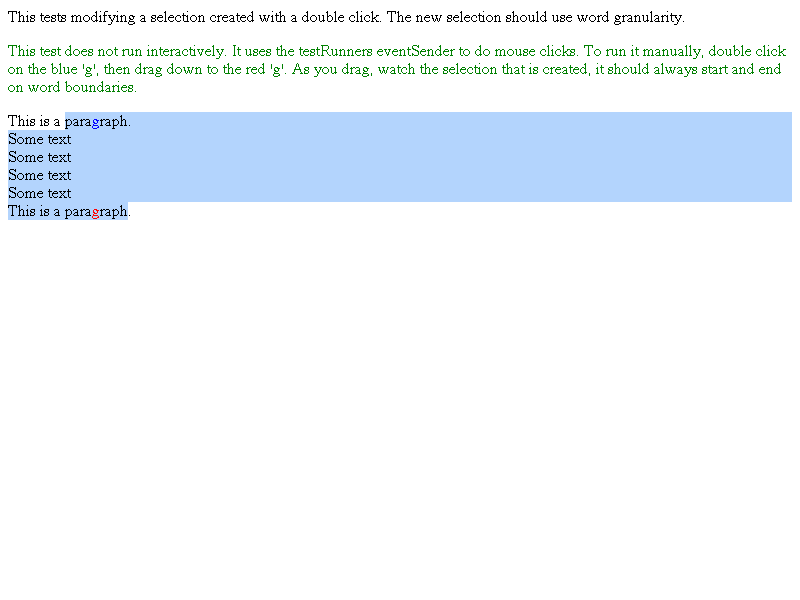 This tests modifying a selection created with a double click. The new selection should use word granularity.
This test does not run interactively. It uses the testRunners eventSender to do mouse clicks. To run it manually, double click
on the blue 'g', then drag down to the red 'g'. As you drag, watch the selection that is created, it should always start and end
on word boundaries.
This is a paragraph.
Some text
Some text
Some text
Some text
This is a paragraph.